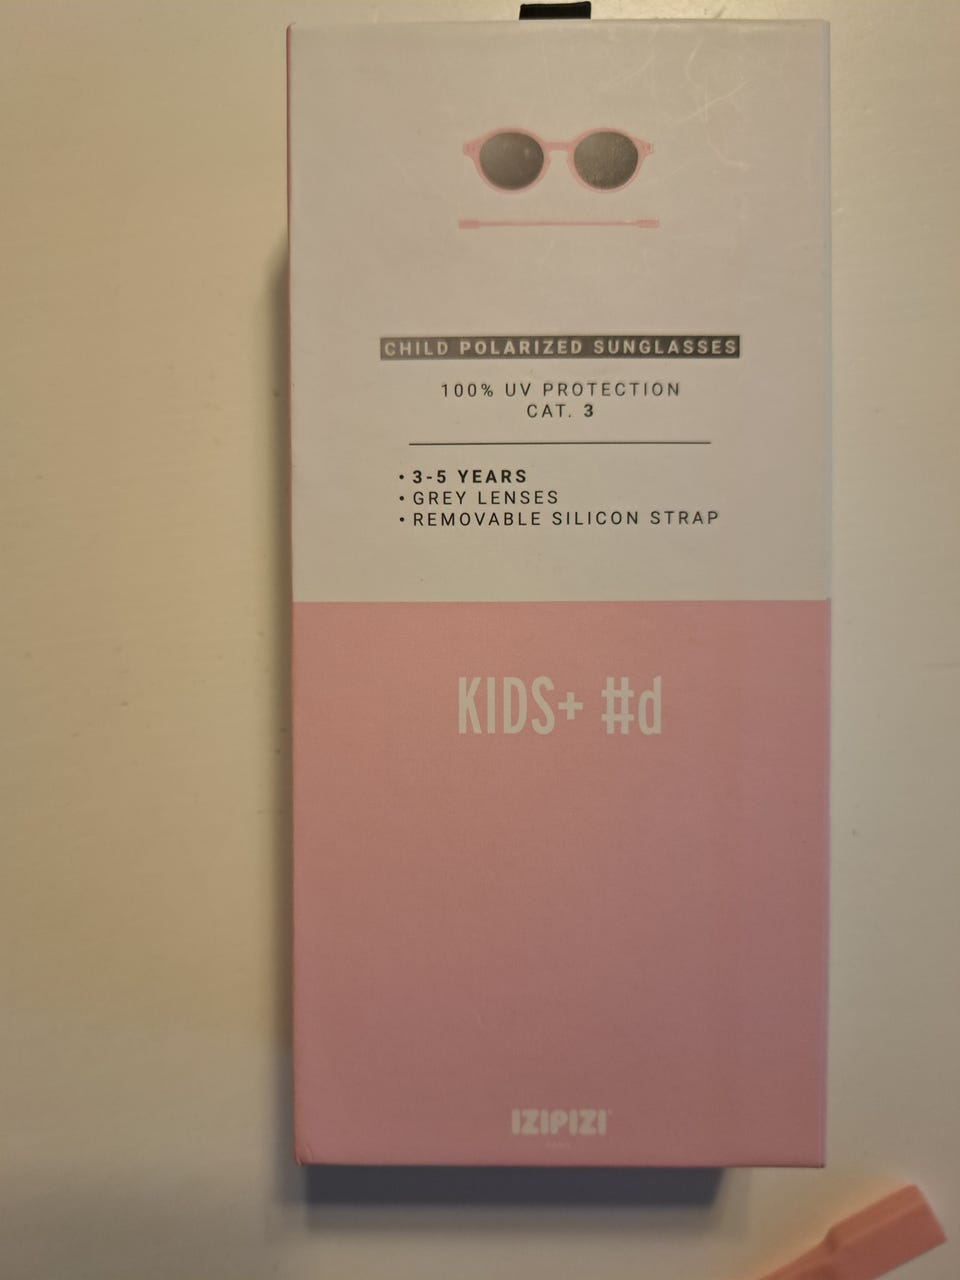 CHILD POLARIZED SUNGLASSES
100% UV PROTECTION
CAT. 3
• 3-5 YEARS
• GREY LENSES
• REMOVABLE SILICON STRAP
KIDS+ #d
IZIPIZI